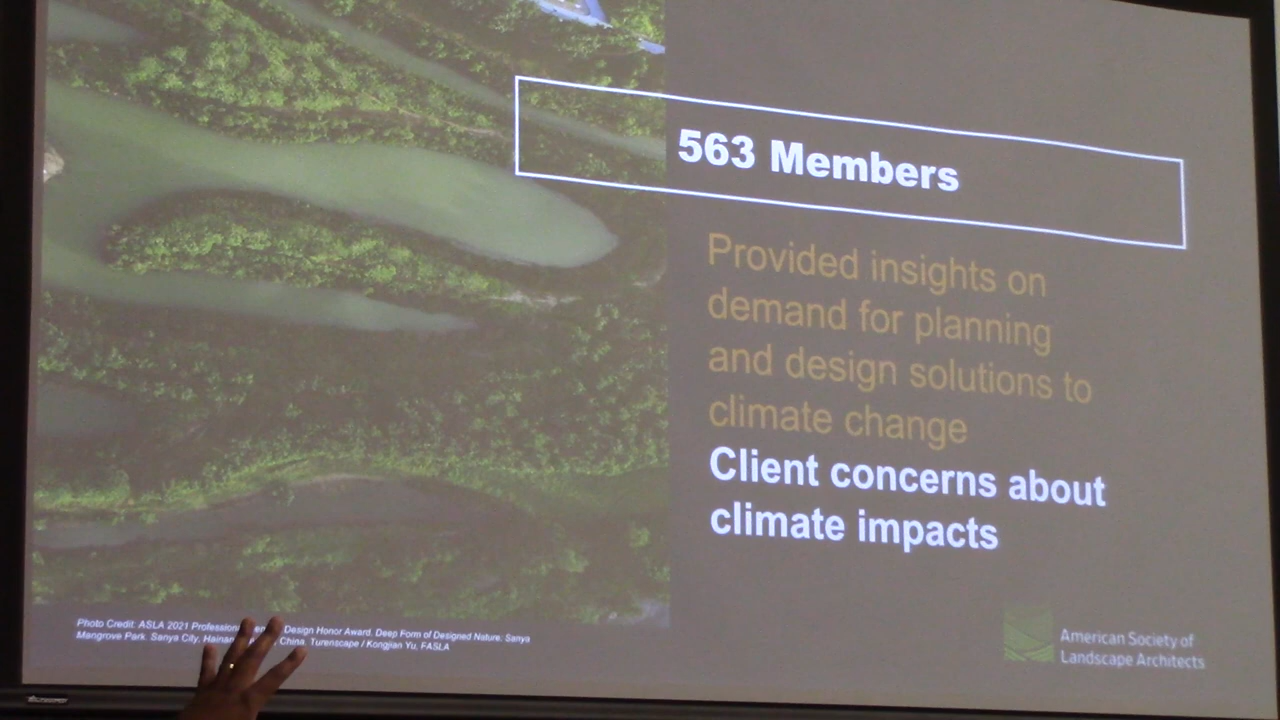 563 Members
Provided insights on
demand for planning
and design solutions to
climate change
Client concerns about
climate impacts
Photo Credit: ASLA 2021 Professional Design Honor Award. Deep Form of Designed Nature: Sanya
Mangrove Park. Sanya City, Hainan China. Turenscape / Kongjian Yu, FASLA
American Society of
Landscape Architects